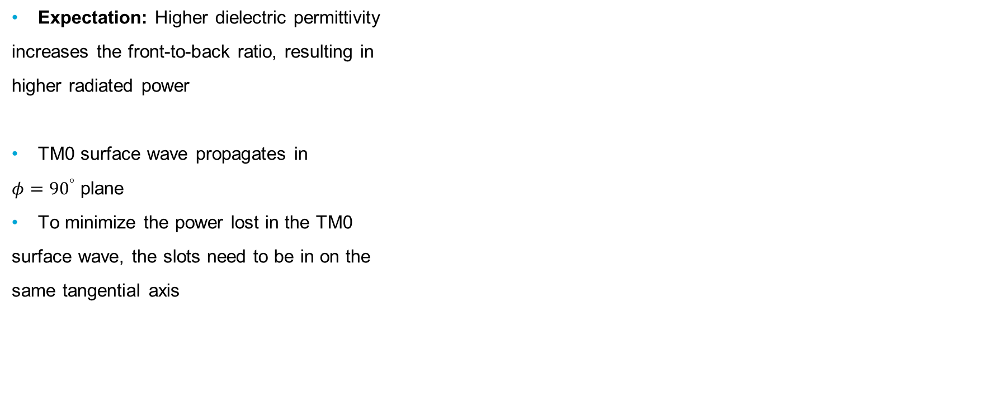 • Expectation: Higher dielectric permittivity
increases the front-to-back ratio, resulting in
higher radiated power
• TM0 surface wave propagates in
𝜙 = 90° plane
• To minimize the power lost in the TM0
surface wave, the slots need to be in on the
same tangential axis